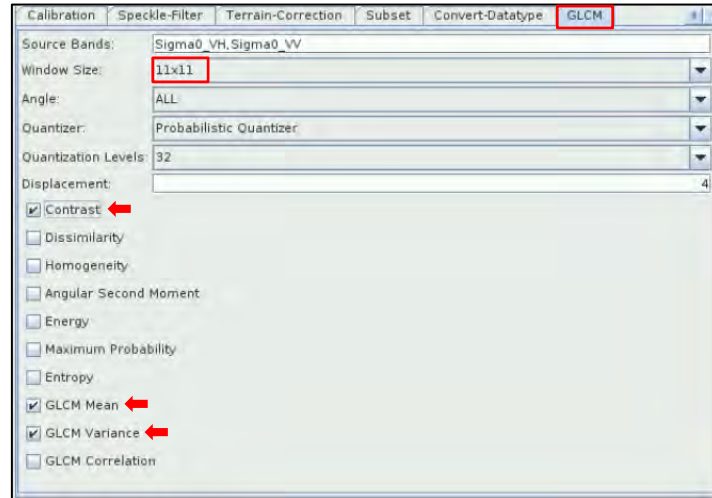 Calibration Speckle-Filter Terrain-Correction Subset Convert-Datatype GLCM
Source Bands: Sigma0_VH,Sigma0_VV
Window Size: 11x11
Angle: ALL
Quantizer: Probabilistic Quantizer
Quantization Levels: 32
Displacement: 4
Contrast
Dissimilarity
Homogeneity
Angular Second Moment
Energy
Maximum Probability
Entropy
GLCM Mean
GLCM Variance
GLCM Correlation